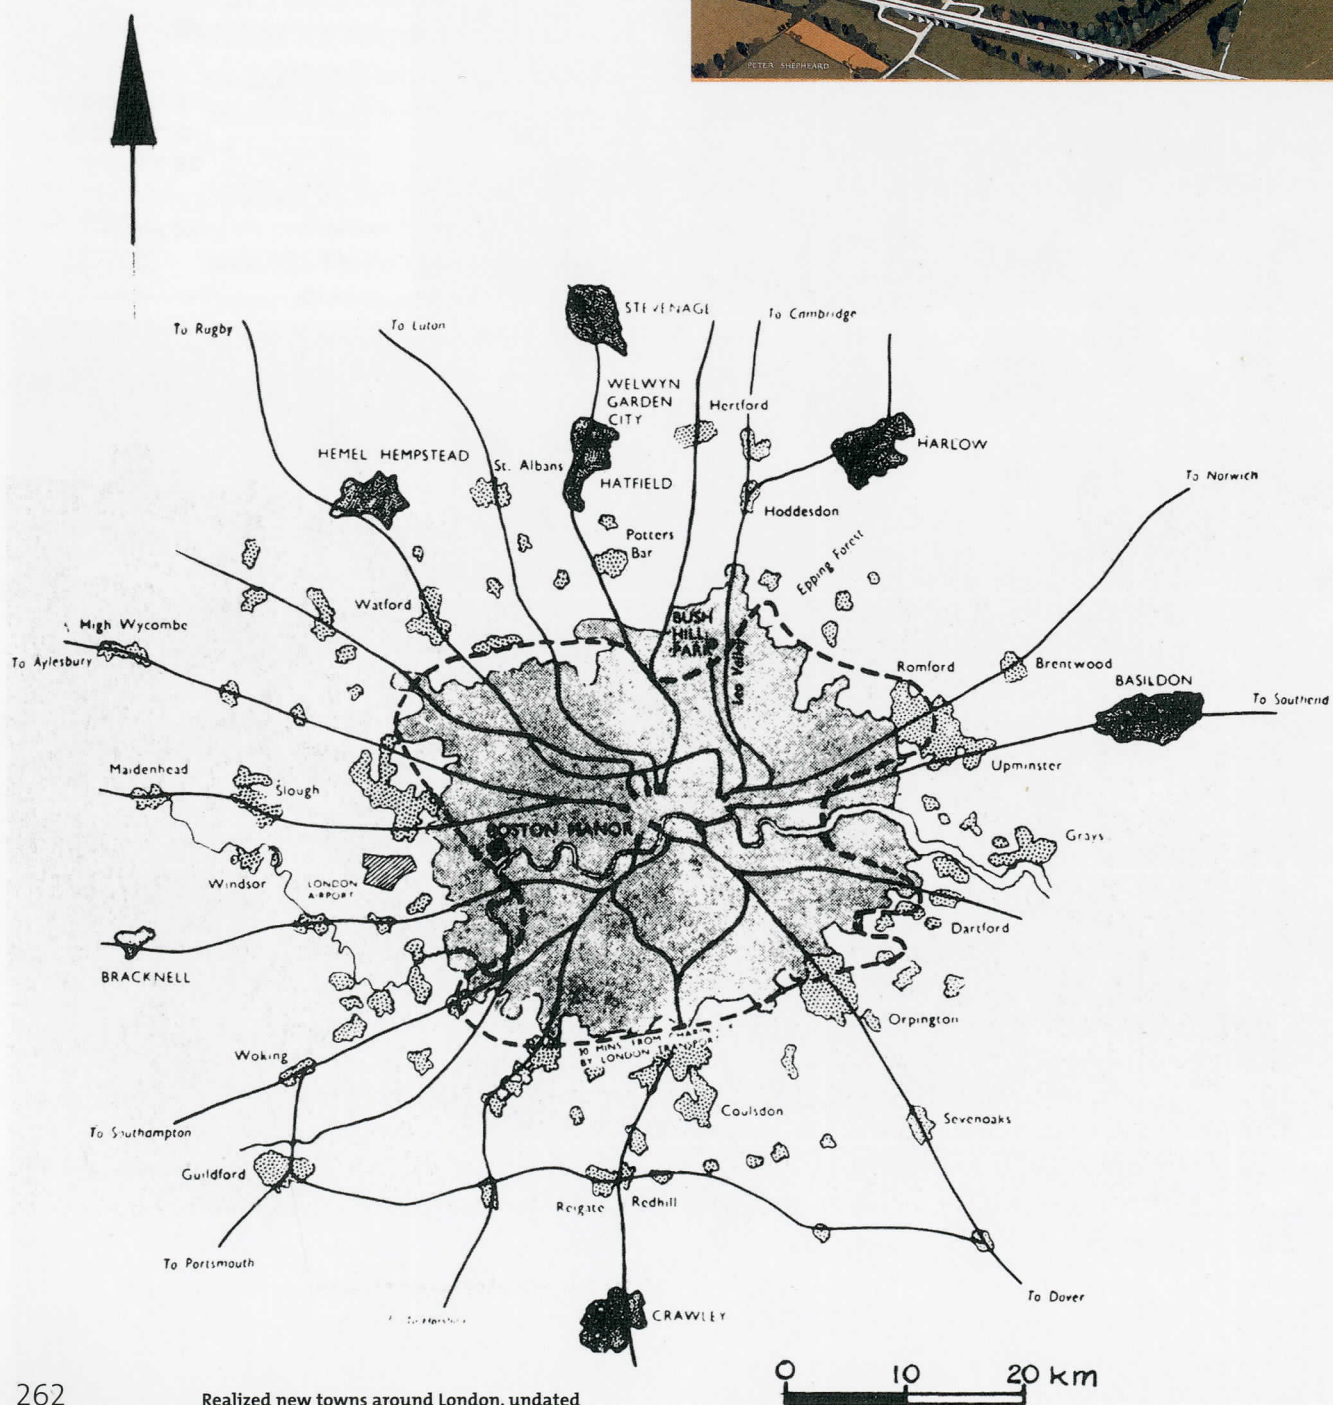 PETER SHEPHEARD
To Rugby
To Luton
STEVENAGE
To Cambridge
WELWYN
GARDEN
CITY
Hertford
HARLOW
HEMEL HEMPSTEAD
St. Albans
HATFIELD
Hoddesdon
To Norwich
Potters
Bar
Epping Forest
Watford
BUSH
HILL
PARK
Lea Valley
High Wycombe
To Aylesbury
Romford
Brentwood
BASILDON
To Southend
Upminster
Maidenhead
Slough
BOSTON MANOR
Grays
Windsor
LONDON
AIRPORT
Dartford
BRACKNELL
Orpington
30 MINS FROM
BY LONDON TRANSPORT
Woking
Coulsdon
Sevenoaks
To Southampton
Guildford
Reigate
Redhill
To Portsmouth
To Dover
CRAWLEY
0 10 20 km
262
Realized new towns around London, undated